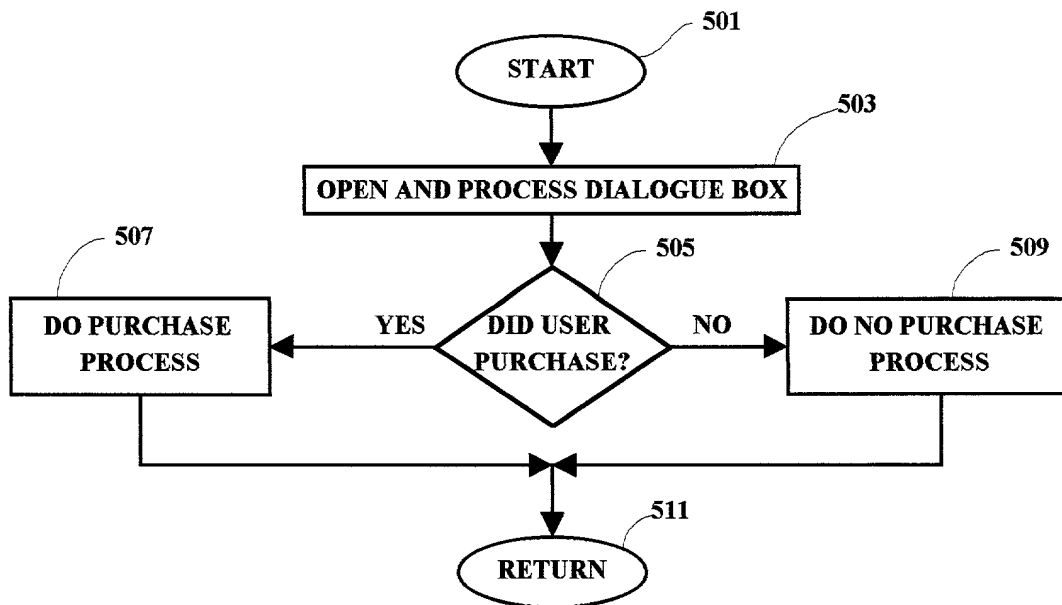 501
START
503
OPEN AND PROCESS DIALOGUE BOX
507
505
509
DO PURCHASE
PROCESS
YES
DID USER
PURCHASE?
NO
DO NO PURCHASE
PROCESS
511
RETURN